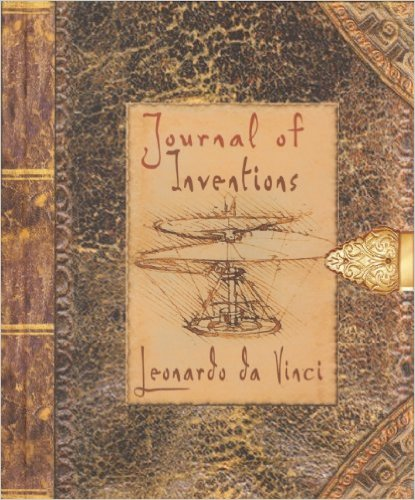 Journal of
Inventions
Leonardo da Vinci